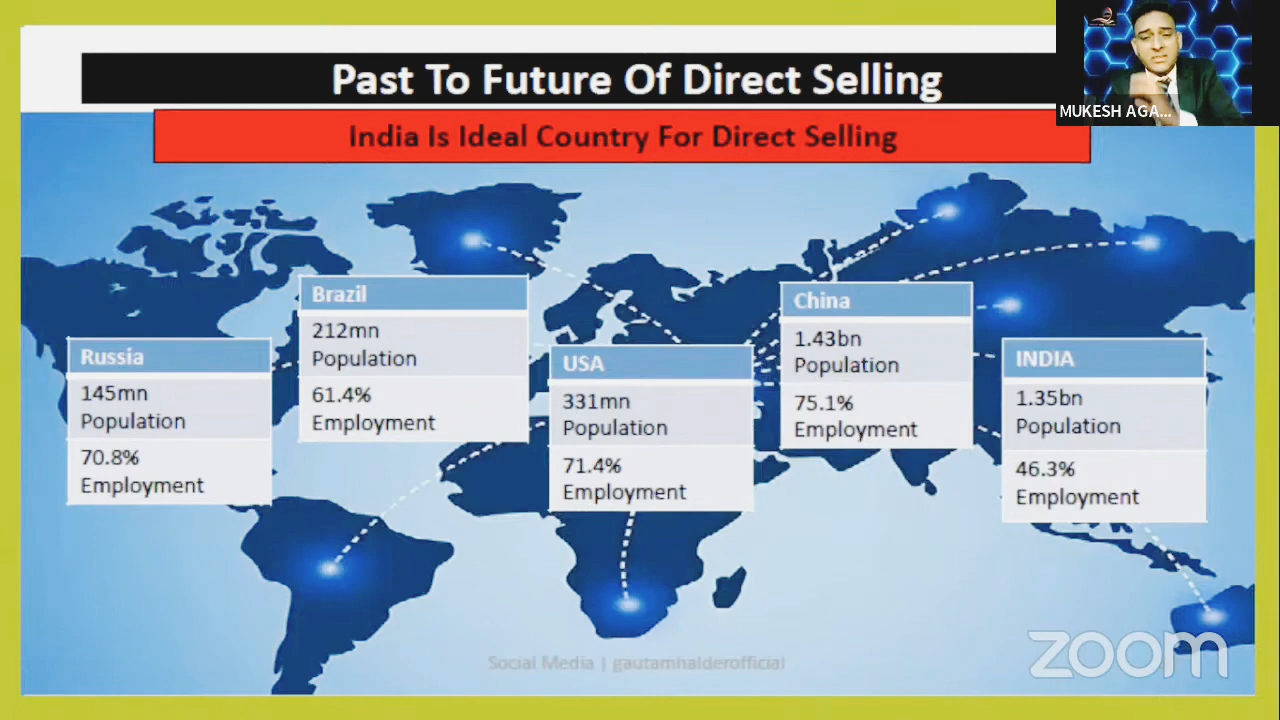 Past To Future Of Direct Selling
MUKESH AGA...
India Is Ideal Country For Direct Selling
Russia
145mn
Population
70.8%
Employment
Brazil
212mn
Population
61.4%
Employment
USA
331mn
Population
71.4%
Employment
China
1.43bn
Population
75.1%
Employment
INDIA
1.35bn
Population
46.3%
Employment
Social Media | gautamhalderofficial
zoom